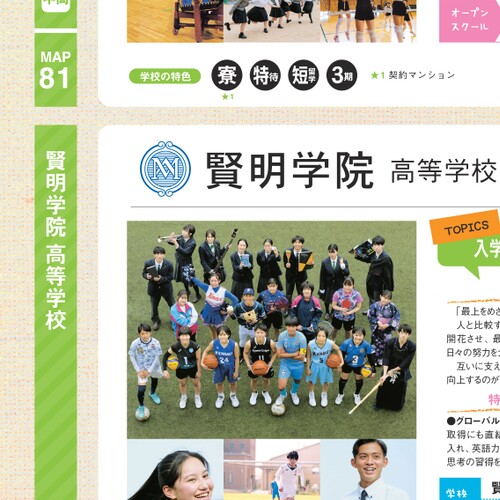 中高
MAP
81
賢明学院 高等学校
オープン
スクール
学校の特色
寮
特待
短留学
3期
★1 契約マンション
★1
賢明学院 高等学校
TOPICS
入学
「最上をめざ
人と比較す
開花させ、最
日々の努力を
互いに支え
向上するのが
特
●グローバル
取得にも直結
入れ、英語力
思考の習得を
学校
賢